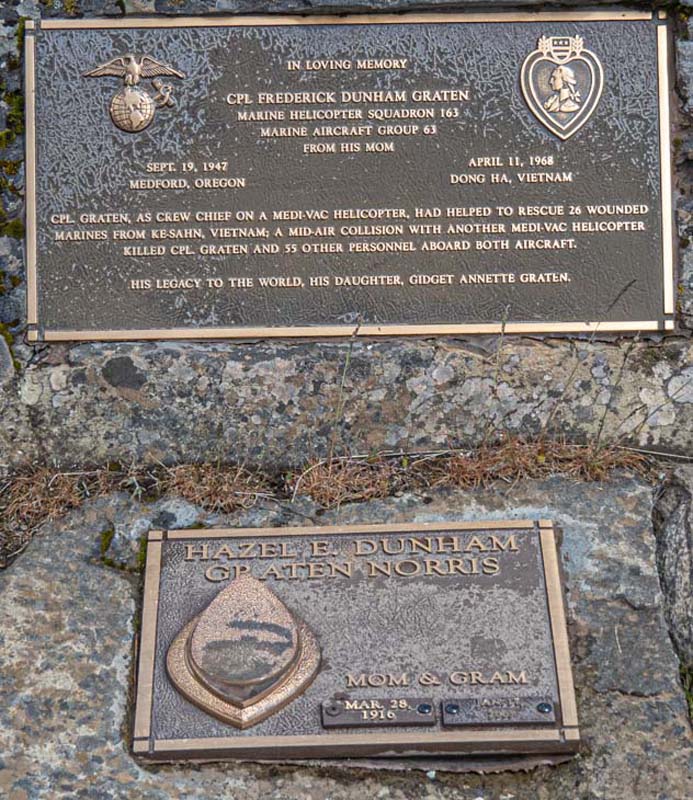 IN LOVING MEMORY
CPL FREDERICK DUNHAM GRATEN
MARINE HELICOPTER SQUADRON 163
MARINE AIRCRAFT GROUP 63
FROM HIS MOM
SEPT. 19, 1947
MEDFORD, OREGON
APRIL 11, 1968
DONG HA, VIETNAM
CPL. GRATEN, AS CREW CHIEF ON A MEDI-VAC HELICOPTER, HAD HELPED TO RESCUE 26 WOUNDED
MARINES FROM KE-SAHN, VIETNAM; A MID-AIR COLLISION WITH ANOTHER MEDI-VAC HELICOPTER
KILLED CPL. GRATEN AND 55 OTHER PERSONNEL ABOARD BOTH AIRCRAFT.
HIS LEGACY TO THE WORLD, HIS DAUGHTER, GIDGET ANNETTE GRATEN.
HAZEL E. DUNHAM
GRATEN NORRIS
MOM & GRAM
MAR. 28,
1916